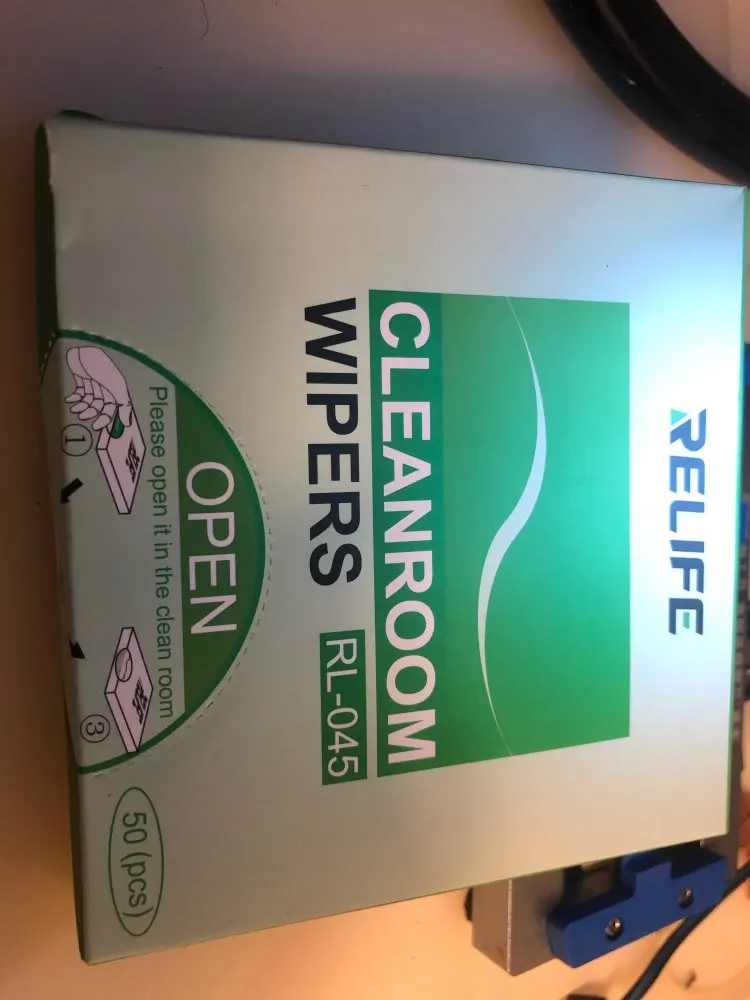 RELIFE
CLEANROOM
WIPERS RL-045
OPEN
Please open it in the clean room
①
③
50 (pcs)